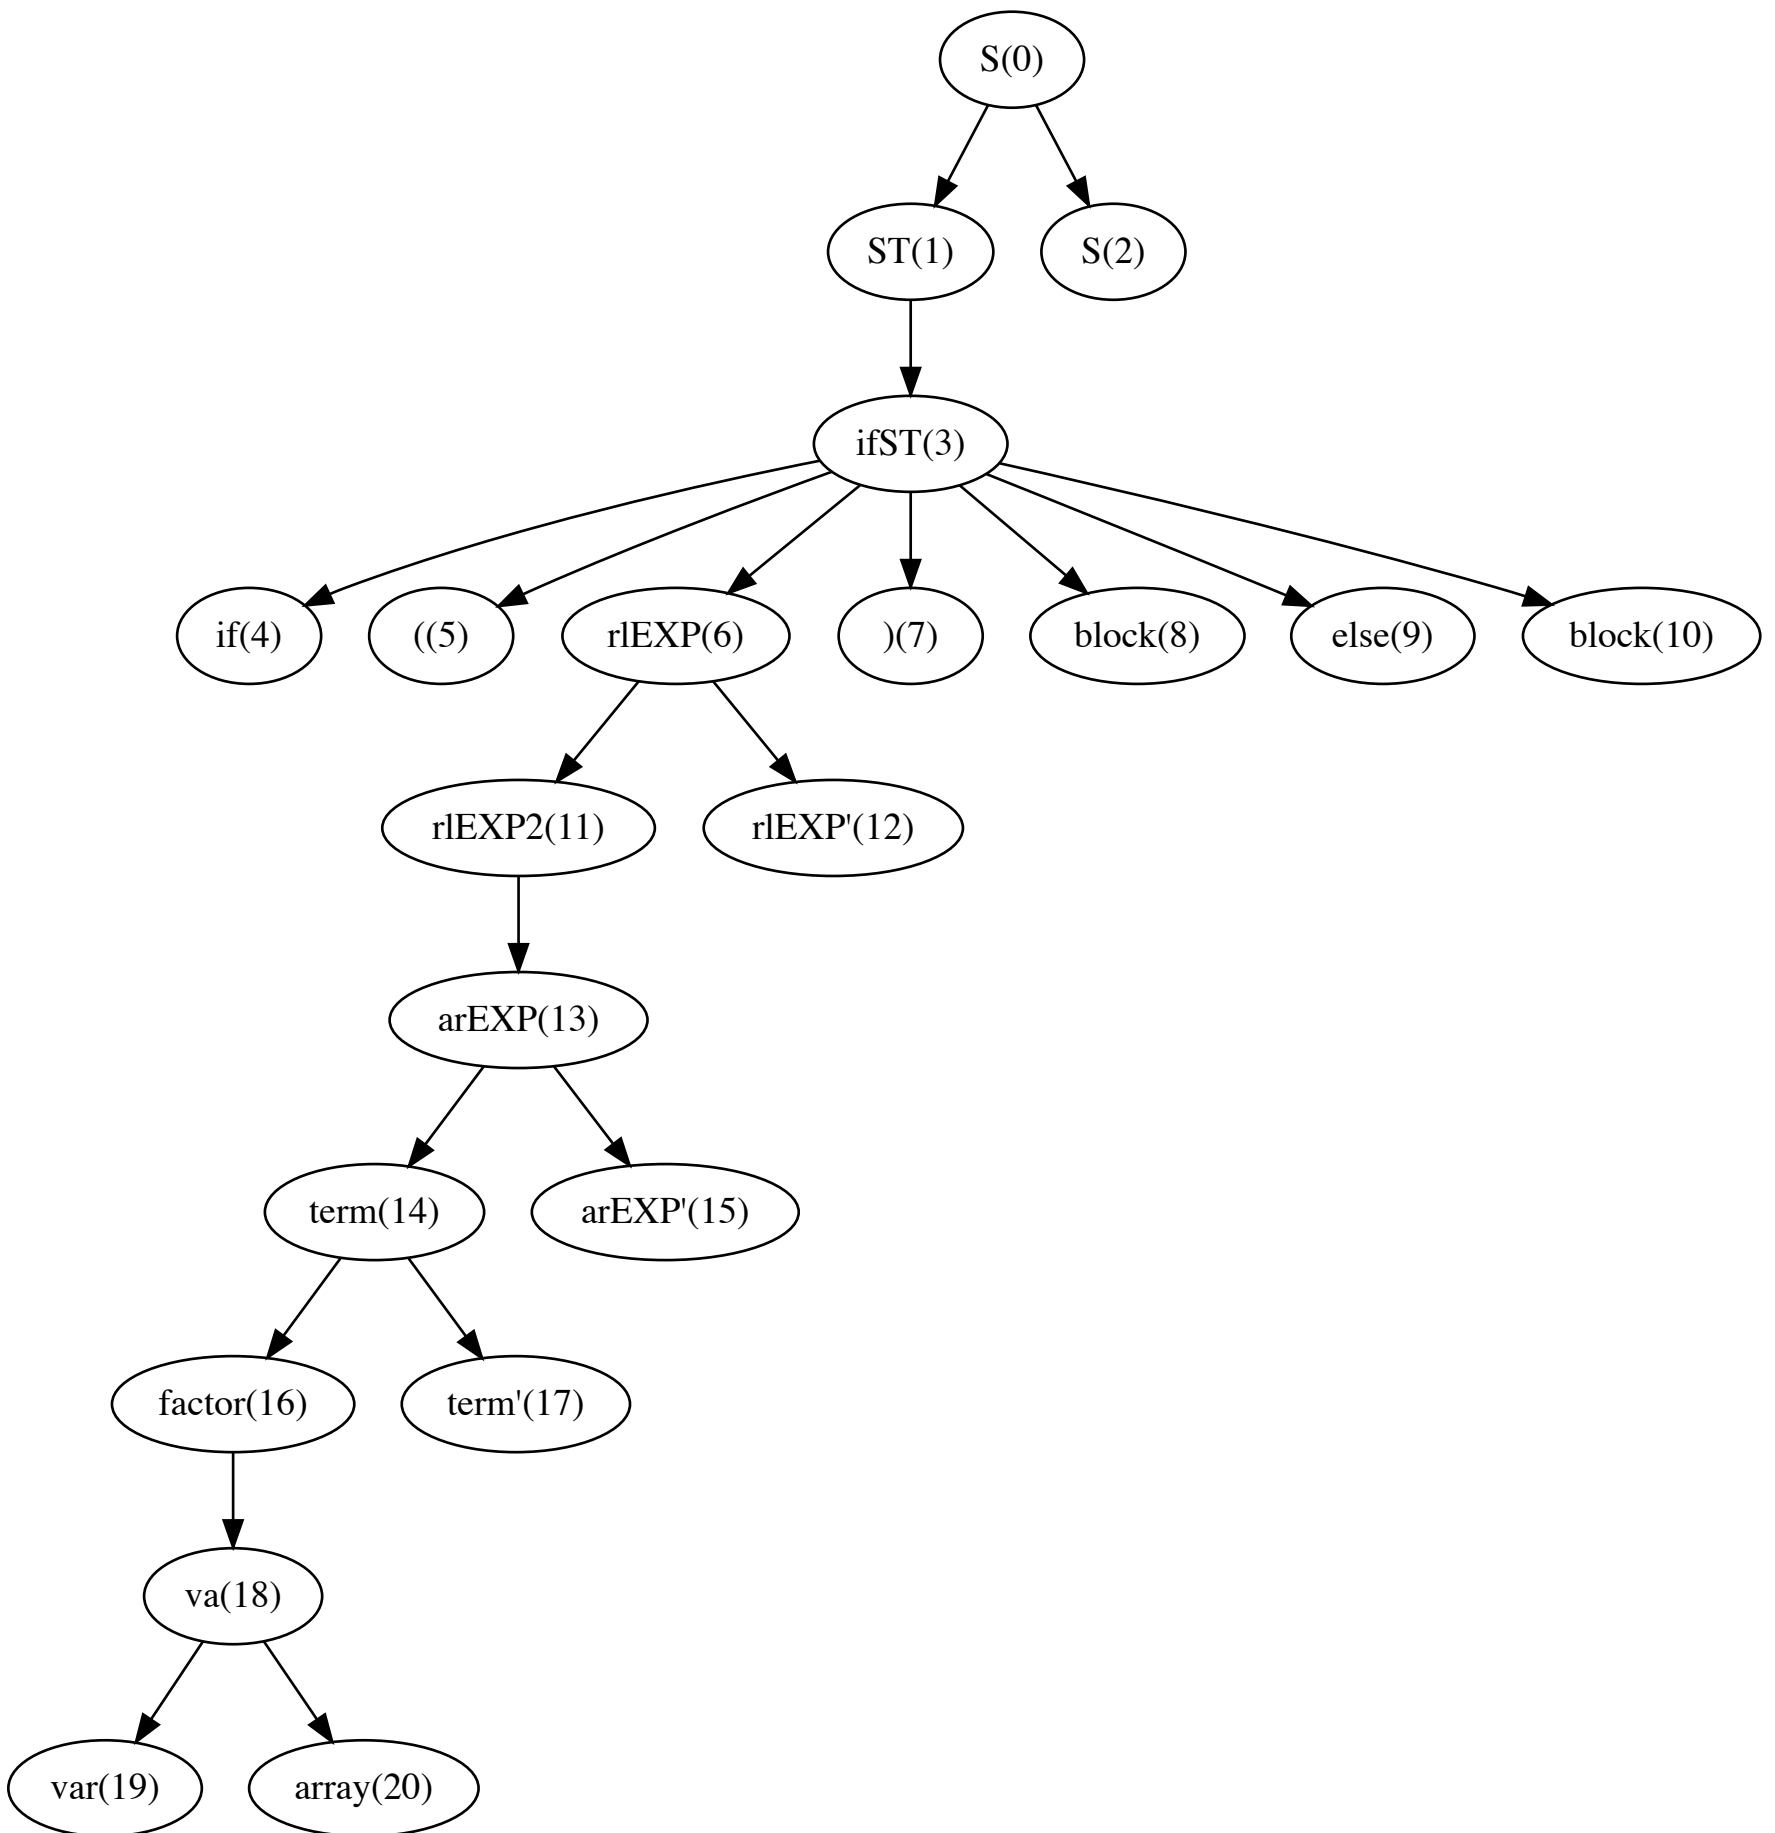 S(0)
ST(1)
S(2)
ifST(3)
if(4)
((5)
rlEXP(6)
)(7)
block(8)
else(9)
block(10)
rlEXP2(11)
rlEXP'(12)
arEXP(13)
term(14)
arEXP'(15)
factor(16)
term'(17)
va(18)
var(19)
array(20)